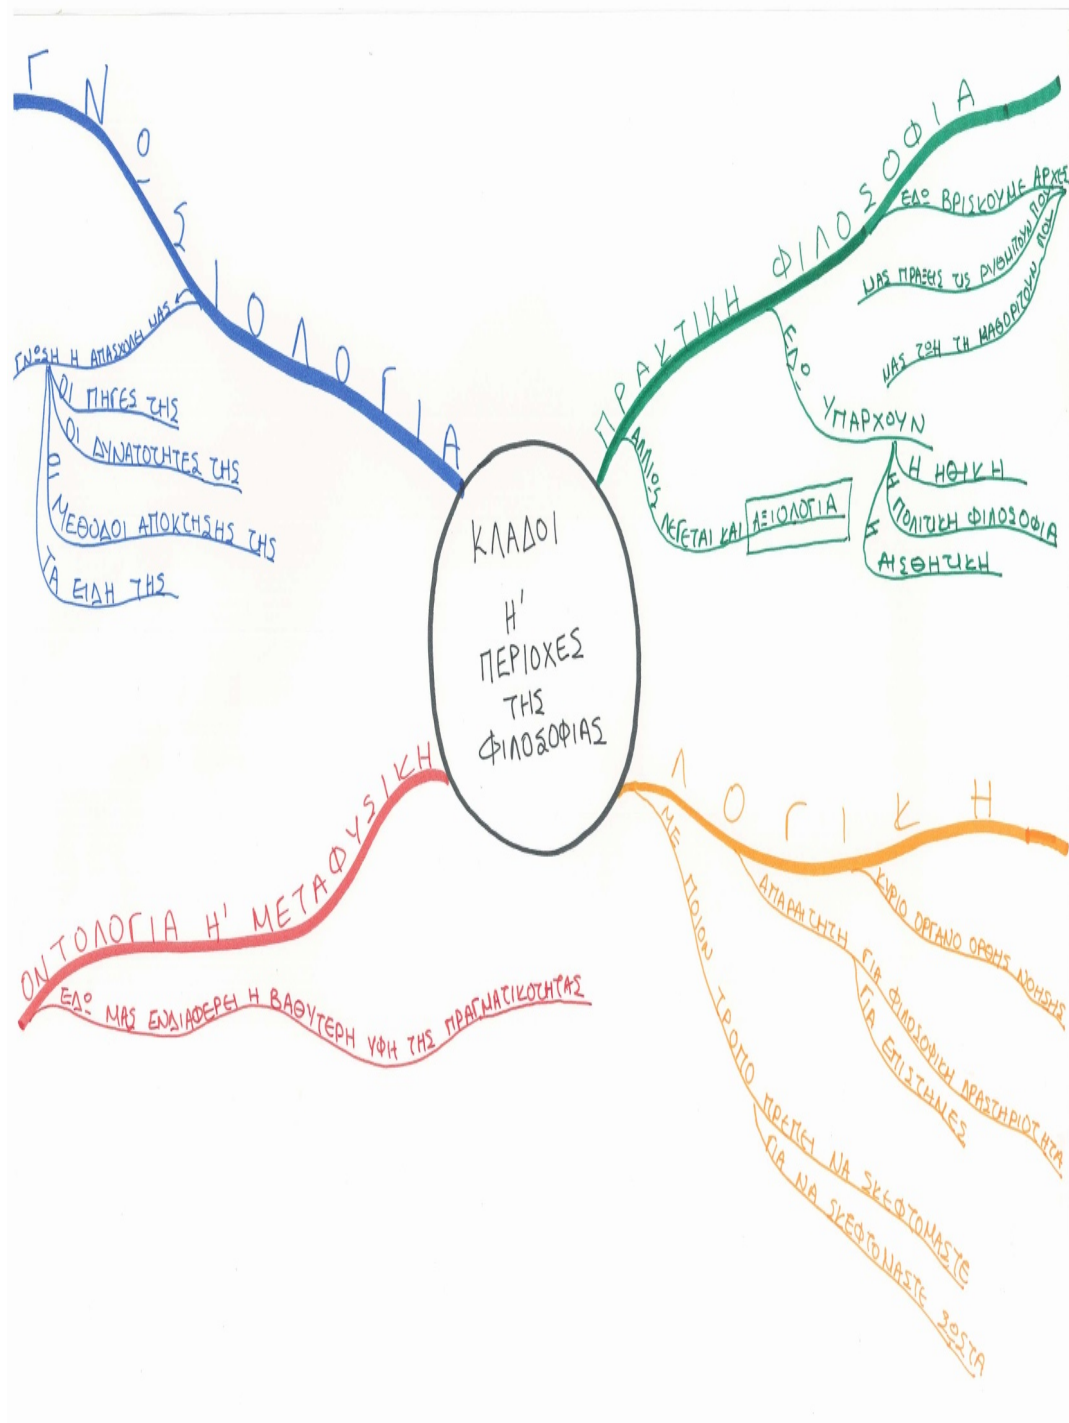 ΓΝΩΣΙΟΛΟΓΙΑ
ΜΑΣ ΑΠΑΣΧΟΛΕΙ Η ΓΝΩΣΗ
ΟΙ ΠΗΓΕΣ ΤΗΣ
ΟΙ ΔΥΝΑΤΟΤΗΤΕΣ ΤΗΣ
ΟΙ ΜΕΘΟΔΟΙ ΑΠΟΚΤΗΣΗΣ ΤΗΣ
ΤΑ ΕΙΔΗ ΤΗΣ
ΠΡΑΚΤΙΚΗ ΦΙΛΟΣΟΦΙΑ
ΕΔΩ ΒΡΙΣΚΟΥΜΕ ΑΡΧΕΣ
ΠΟΥ ΡΥΘΜΙΖΟΥΝ ΤΙΣ ΠΡΑΞΕΙΣ ΜΑΣ
ΠΟΥ ΚΑΘΟΡΙΖΟΥΝ ΤΗ ΖΩΗ ΜΑΣ
ΕΔΩ ΥΠΑΡΧΟΥΝ
Η ΗΘΙΚΗ
Η ΠΟΛΙΤΙΚΗ ΦΙΛΟΣΟΦΙΑ
Η ΑΙΣΘΗΤΙΚΗ
ΑΛΛΙΩΣ ΛΕΓΕΤΑΙ ΚΑΙ ΑΞΙΟΛΟΓΙΑ
ΚΛΑΔΟΙ
Η'
ΠΕΡΙΟΧΕΣ
ΤΗΣ
ΦΙΛΟΣΟΦΙΑΣ
ΟΝΤΟΛΟΓΙΑ Η' ΜΕΤΑΦΥΣΙΚΗ
ΕΔΩ ΜΑΣ ΕΝΔΙΑΦΕΡΕΙ Η ΒΑΘΥΤΕΡΗ ΥΦΗ ΤΗΣ ΠΡΑΓΜΑΤΙΚΟΤΗΤΑΣ
ΛΟΓΙΚΗ
ΚΥΡΙΟ ΟΡΓΑΝΟ ΟΡΘΗΣ ΝΟΗΣΗΣ
ΑΠΑΡΑΙΤΗΤΗ ΓΙΑ ΦΙΛΟΣΟΦΙΚΗ ΔΡΑΣΤΗΡΙΟΤΗΤΑ
ΓΙΑ ΕΠΙΣΤΗΜΕΣ
ΜΕ ΠΟΙΟΝ ΤΡΟΠΟ ΠΡΕΠΕΙ ΝΑ ΣΚΕΦΤΟΜΑΣΤΕ
ΓΙΑ ΝΑ ΣΚΕΦΤΟΜΑΣΤΕ ΣΩΣΤΑ